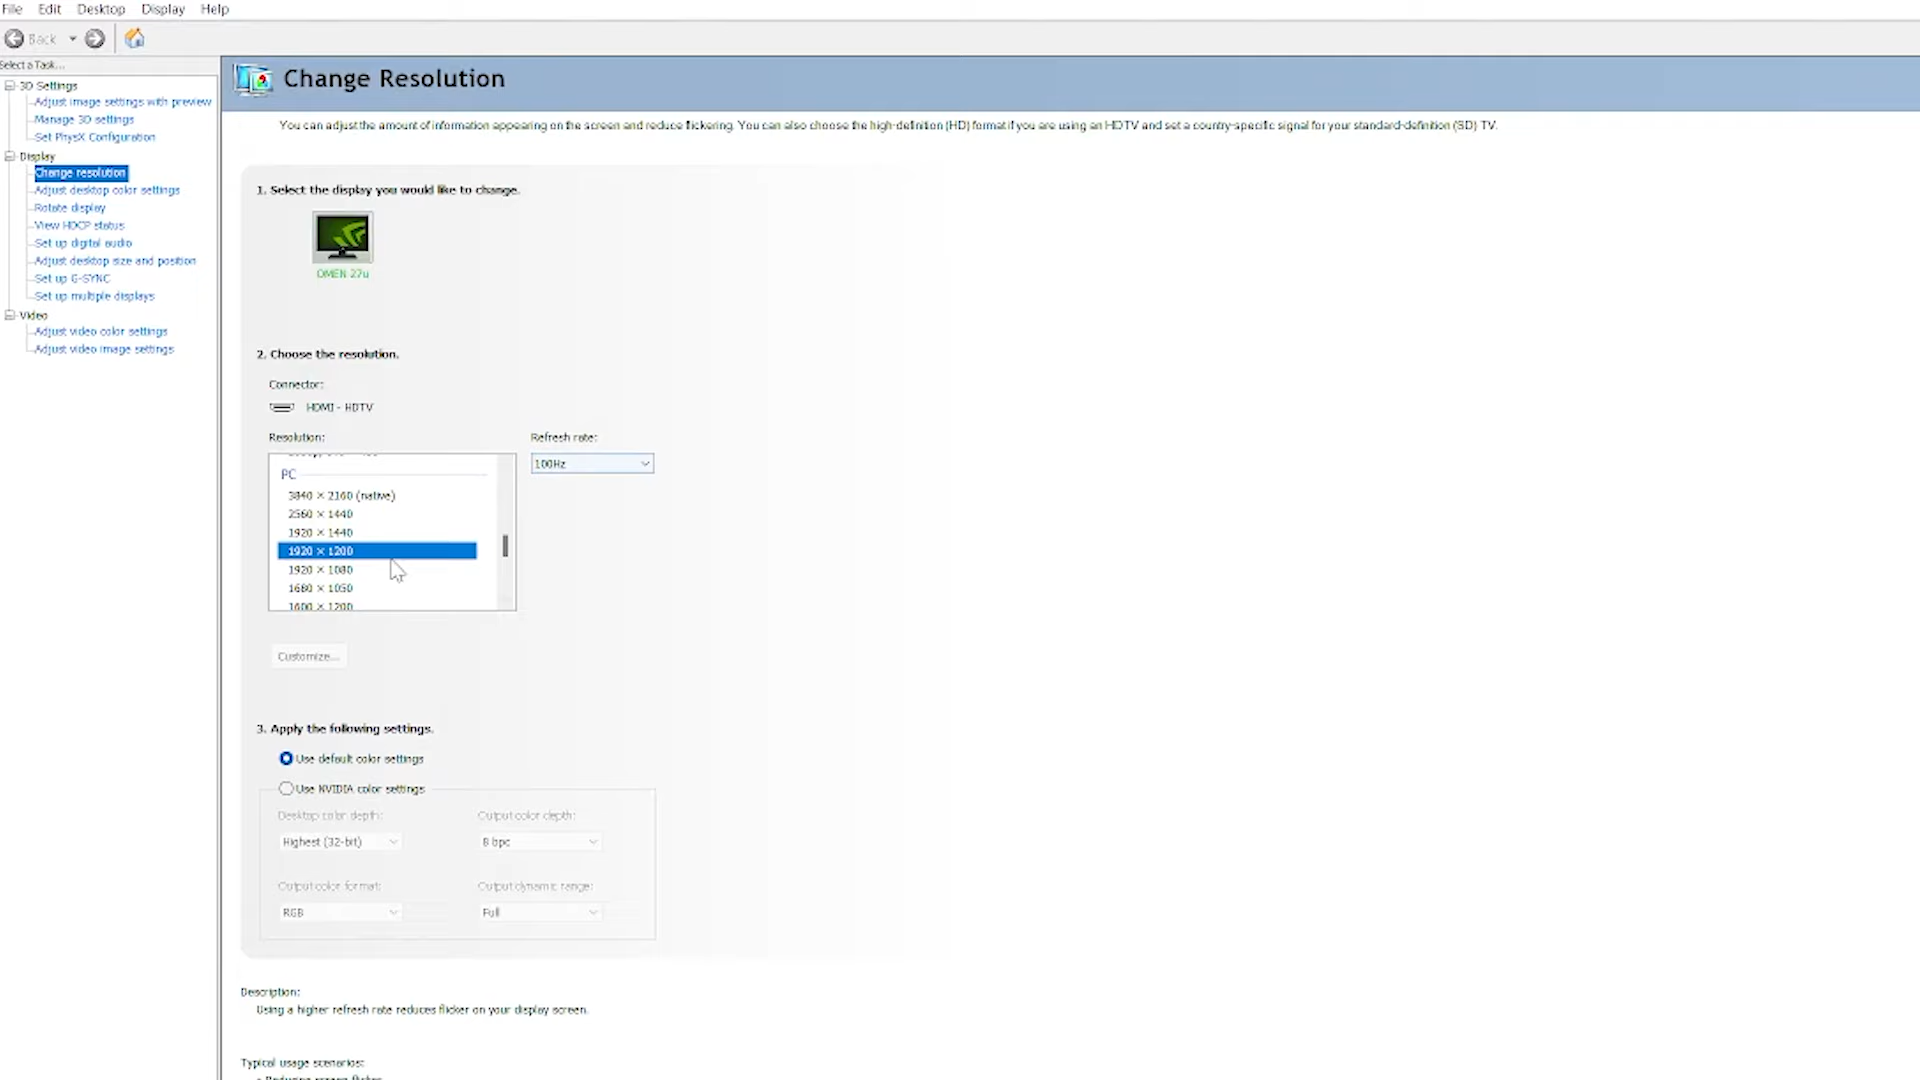 File Edit Desktop Display Help
Back
Select a Task...
3D Settings
Adjust image settings with preview
Manage 3D settings
Set PhysX Configuration
Display
Change resolution
Adjust desktop color settings
Rotate display
View HDCP status
Set up digital audio
Adjust desktop size and position
Set up G-SYNC
Set up multiple displays
Video
Adjust video color settings
Adjust video image settings
Change Resolution
You can adjust the amount of information appearing on the screen and reduce flickering. You can also choose the high-definition (HD) format if you are using an HDTV and set a country-specific signal for your standard-definition (SD) TV.
1. Select the display you would like to change.
OMEN 27u
2. Choose the resolution.
Connector:
HDMI - HDTV
Resolution:
Refresh rate:
100Hz
PC
3840 × 2160 (native)
2560 × 1440
1920 × 1440
1920 × 1200
1920 × 1080
1680 × 1050
1600 × 1200
Customize...
3. Apply the following settings.
Use default color settings
Use NVIDIA color settings
Desktop color depth:
Output color depth:
Highest (32-bit)
8 bpc
Output color format:
Output dynamic range:
RGB
Full
Description:
Using a higher refresh rate reduces flicker on your display screen.
Typical usage scenarios:
• Reducing screen flicker